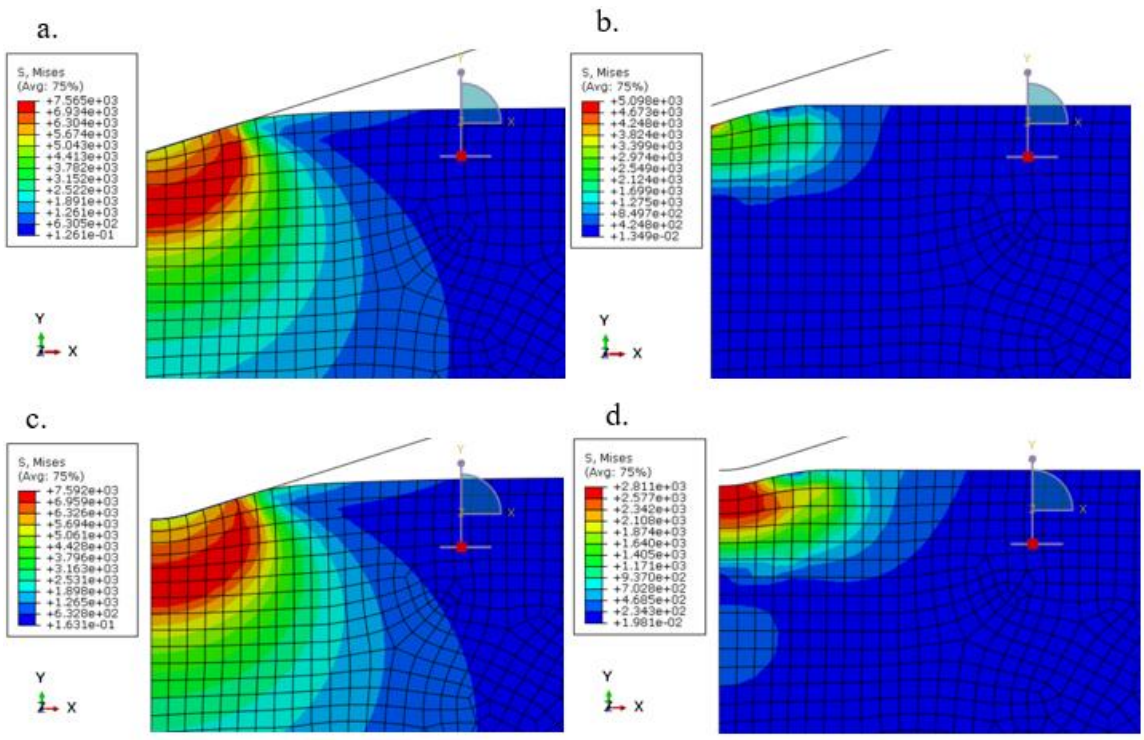 a.
S, Mises
(Avg: 75%)
+7.565e+03
+6.934e+03
+6.304e+03
+5.674e+03
+5.043e+03
+4.413e+03
+3.782e+03
+3.152e+03
+2.522e+03
+1.891e+03
+1.261e+03
+6.305e+02
+1.261e-01
Y
X
Y
Z X
b.
S, Mises
(Avg: 75%)
+5.098e+03
+4.673e+03
+4.248e+03
+3.824e+03
+3.399e+03
+2.974e+03
+2.549e+03
+2.124e+03
+1.699e+03
+1.275e+03
+8.497e+02
+4.248e+02
+1.349e-02
Y
X
Y
Z X
c.
S, Mises
(Avg: 75%)
+7.592e+03
+6.959e+03
+6.326e+03
+5.694e+03
+5.061e+03
+4.428e+03
+3.796e+03
+3.163e+03
+2.531e+03
+1.898e+03
+1.265e+03
+6.328e+02
+1.631e-01
Y
X
Y
Z X
d.
S, Mises
(Avg: 75%)
+2.811e+03
+2.577e+03
+2.342e+03
+2.108e+03
+1.874e+03
+1.640e+03
+1.405e+03
+1.171e+03
+9.370e+02
+7.028e+02
+4.685e+02
+2.343e+02
+1.981e-02
Y
X
Y
Z X